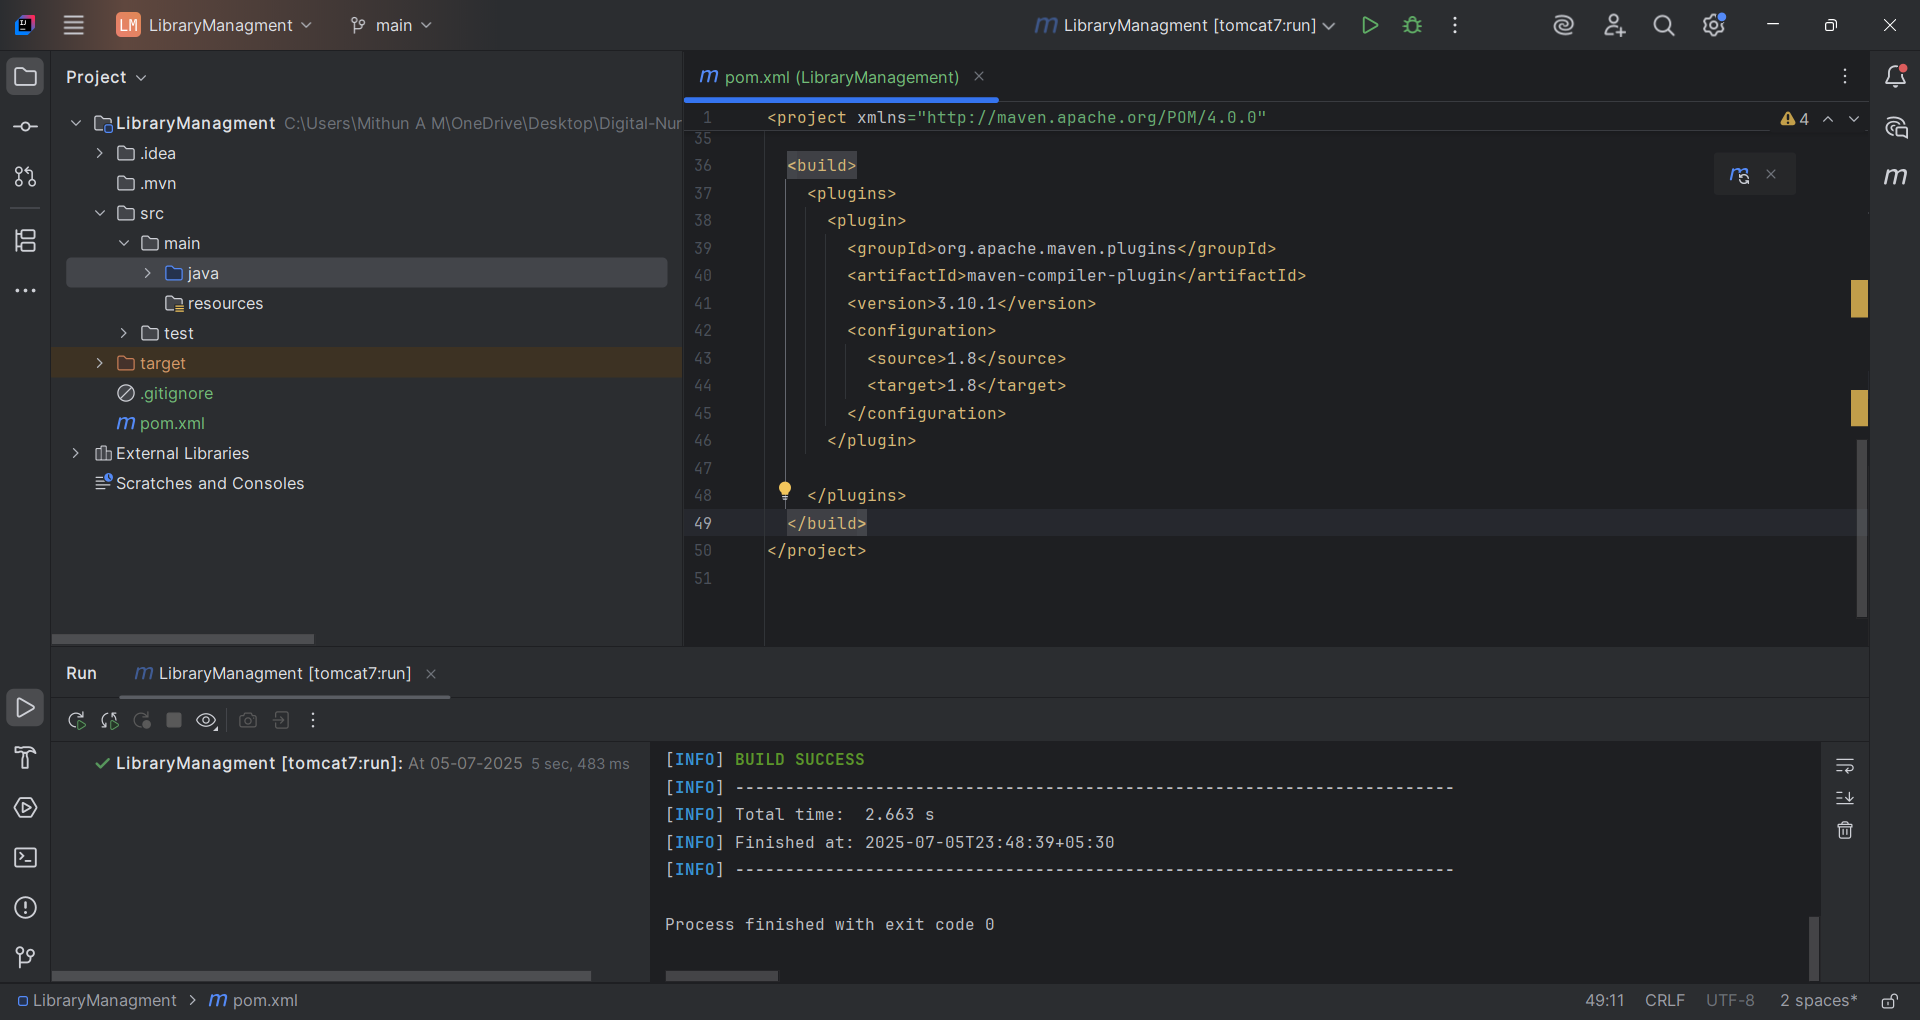 LM LibraryManagment main
LibraryManagment [tomcat7:run]
Project
LibraryManagment C:\Users\Mithun A M\OneDrive\Desktop\Digital-Nur
.idea
.mvn
src
main
java
resources
test
target
.gitignore
pom.xml
External Libraries
Scratches and Consoles
pom.xml (LibraryManagement)
4
1 <project xmlns="http://maven.apache.org/POM/4.0.0"
35
36 <build>
37 <plugins>
38 <plugin>
39 <groupId>org.apache.maven.plugins</groupId>
40 <artifactId>maven-compiler-plugin</artifactId>
41 <version>3.10.1</version>
42 <configuration>
43 <source>1.8</source>
44 <target>1.8</target>
45 </configuration>
46 </plugin>
47
48 </plugins>
49 </build>
50 </project>
51
Run LibraryManagment [tomcat7:run]
LibraryManagment [tomcat7:run]: At 05-07-2025 5 sec, 483 ms
[INFO] BUILD SUCCESS
[INFO] ------------------------------------------------------------------------
[INFO] Total time:  2.663 s
[INFO] Finished at: 2025-07-05T23:48:39+05:30
[INFO] ------------------------------------------------------------------------
Process finished with exit code 0
LibraryManagment > m pom.xml
49:11 CRLF UTF-8 2 spaces*